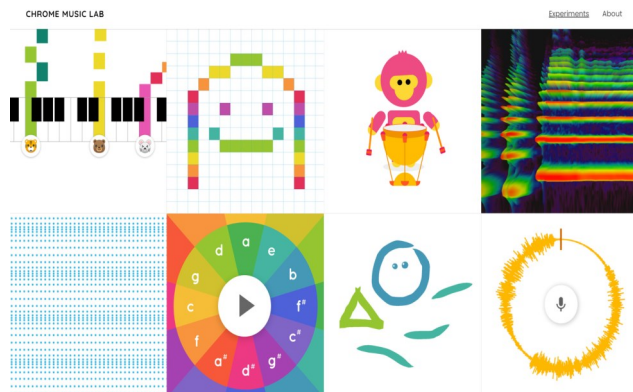 CHROME MUSIC LAB
Experiments About
a
d e
g b
c f#
f c#
a# g#
d#